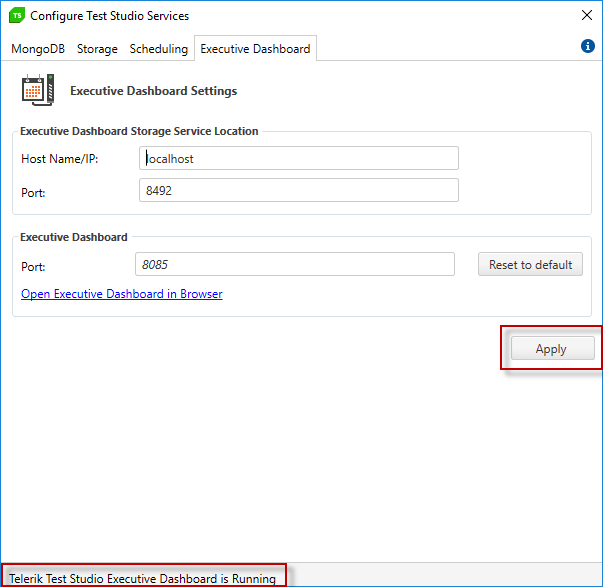 TS Configure Test Studio Services
MongoDB Storage Scheduling Executive Dashboard
i
Executive Dashboard Settings
Executive Dashboard Storage Service Location
Host Name/IP: localhost
Port: 8492
Executive Dashboard
Port: 8085 Reset to default
Open Executive Dashboard in Browser
Apply
Telerik Test Studio Executive Dashboard is Running